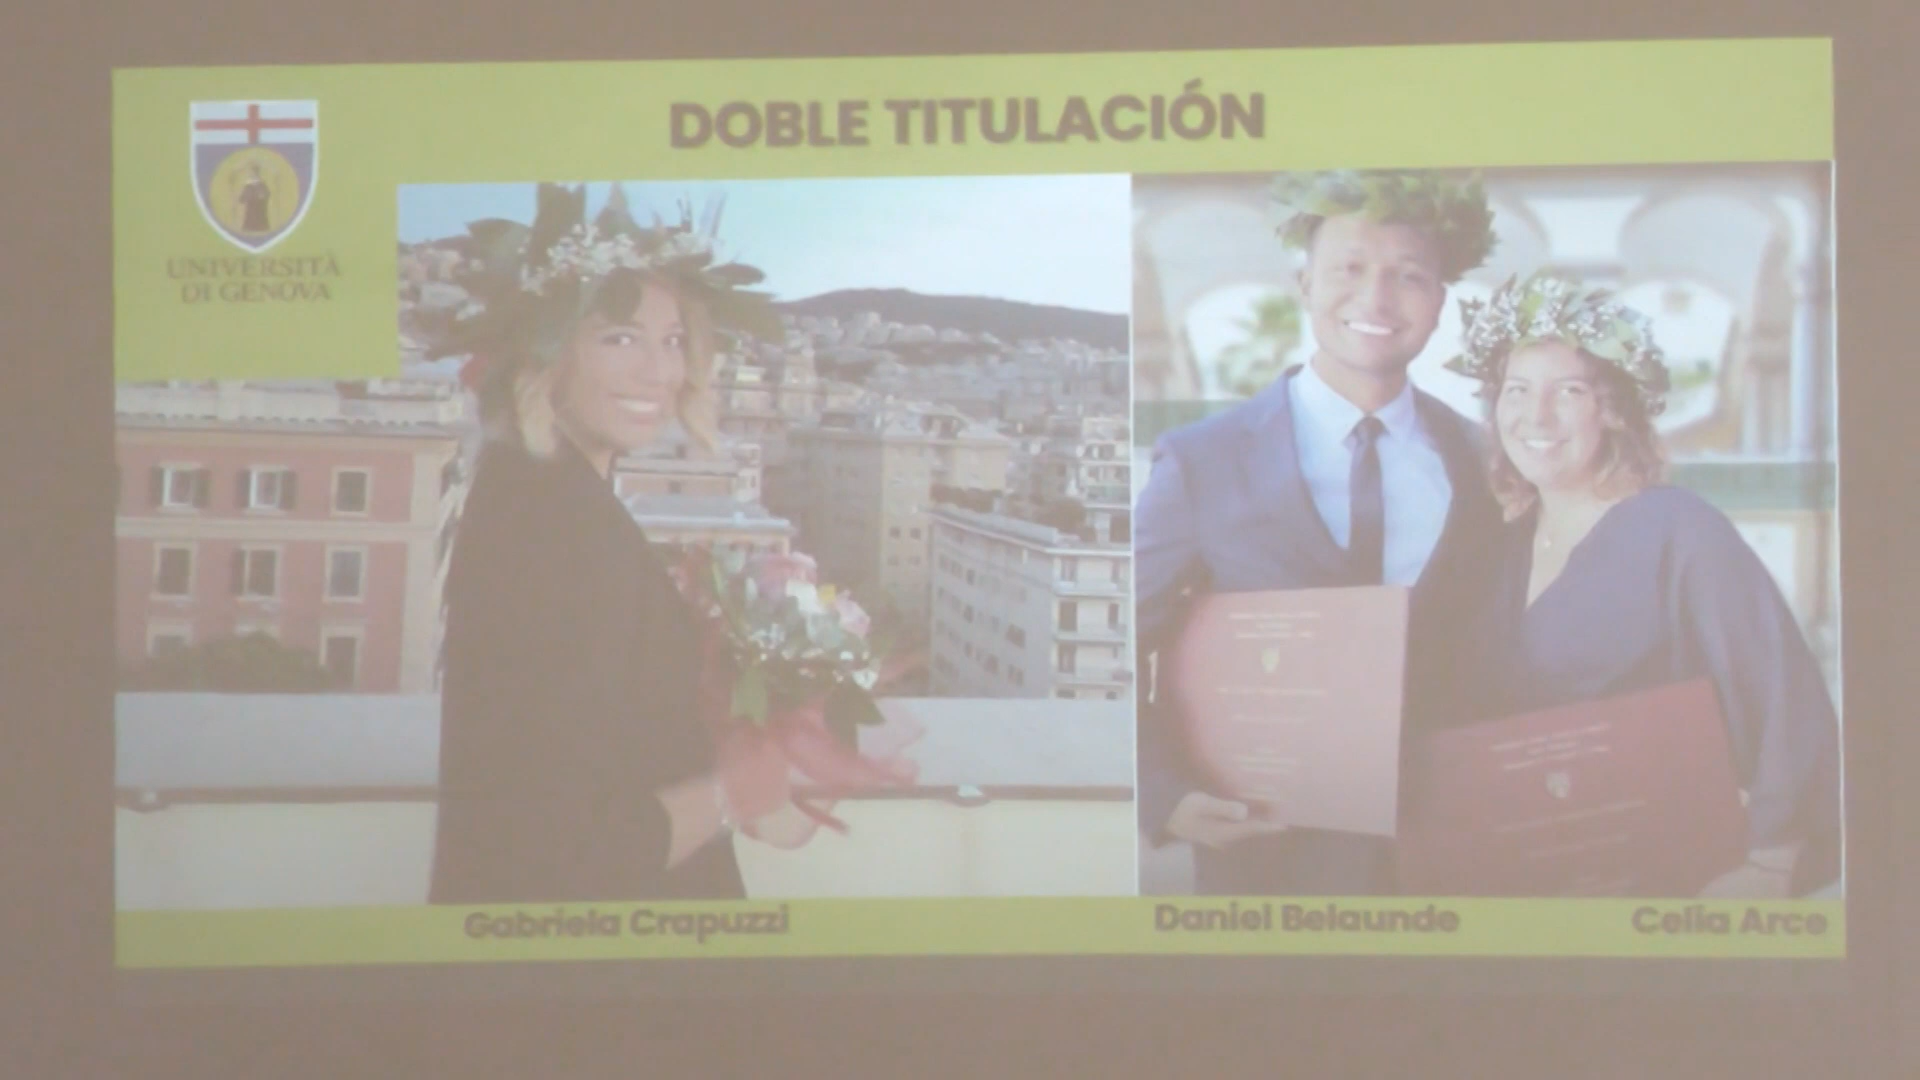 DOBLE TITULACIÓN
UNIVERSITÀ
DI GENOVA
Gabriela Crapuzzi
Daniel Belaunde
Celia Arce